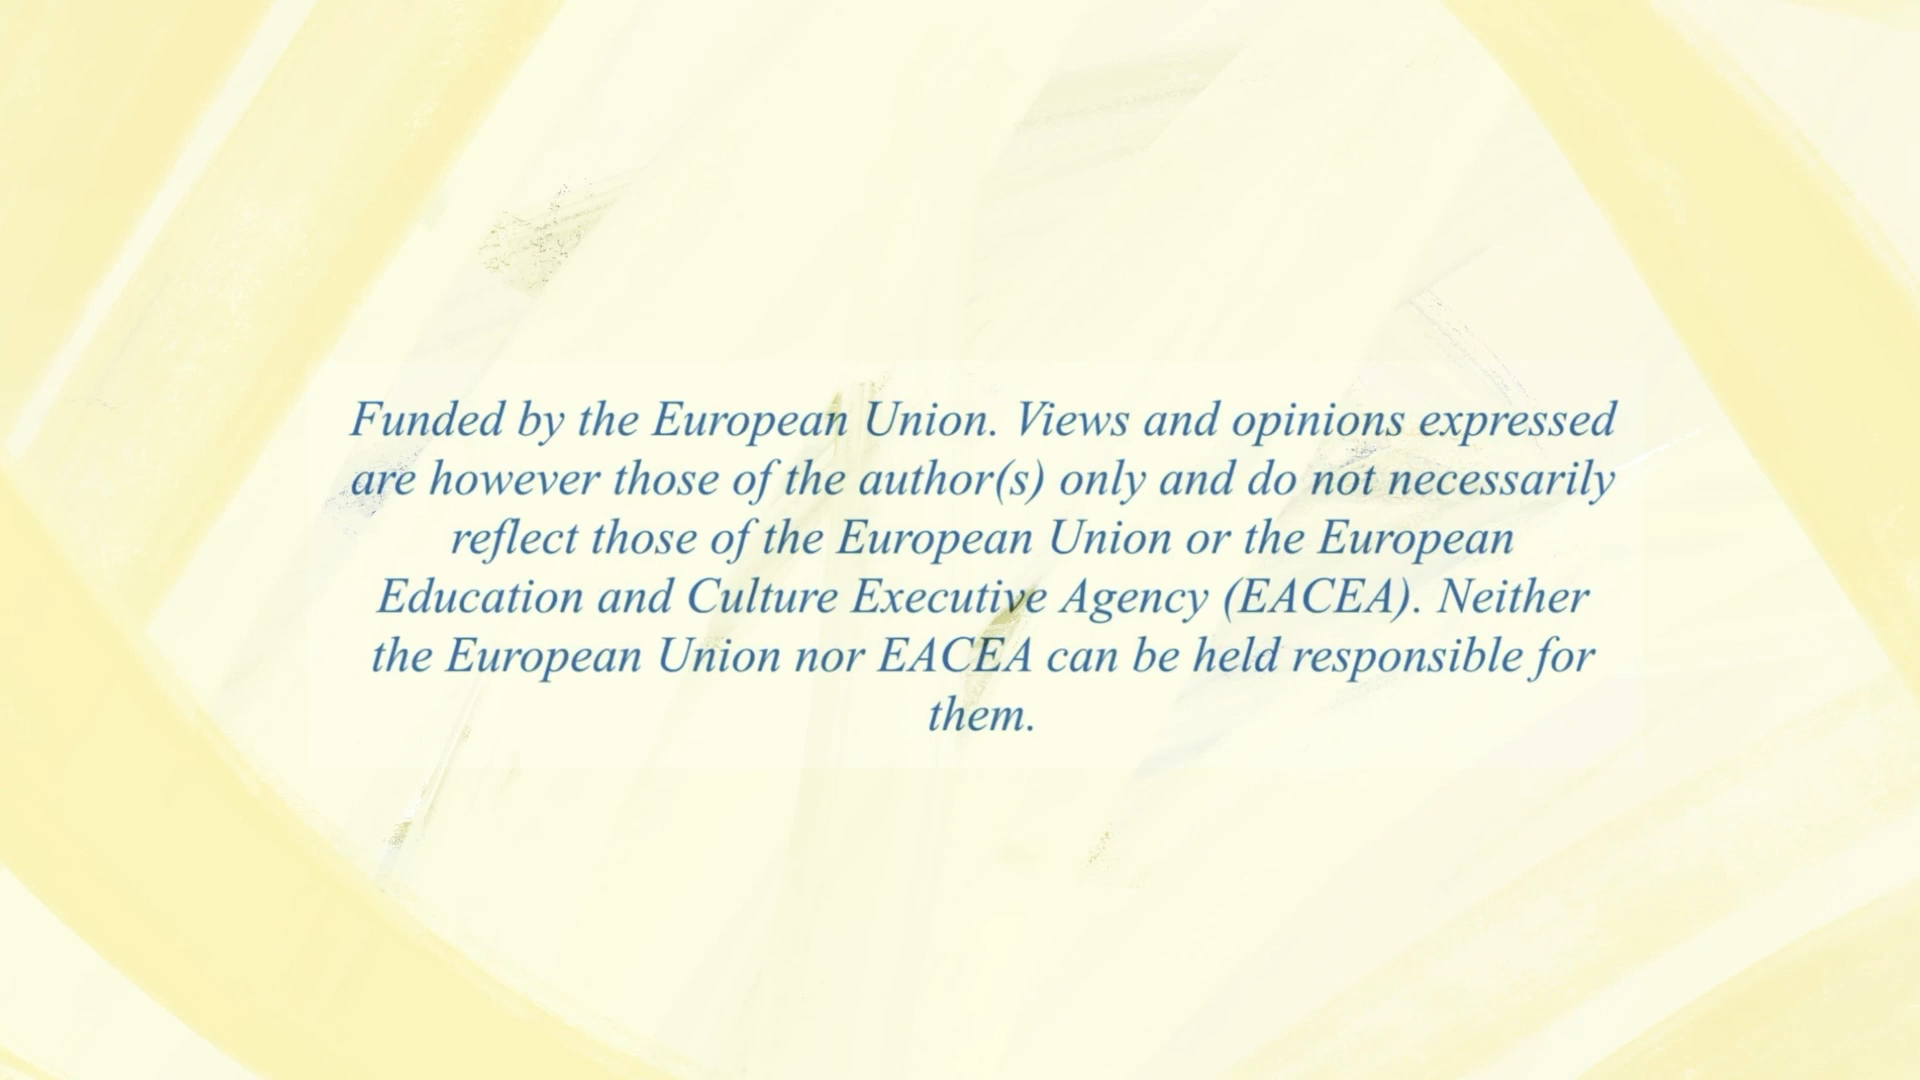 Funded by the European Union. Views and opinions expressed
are however those of the author(s) only and do not necessarily
reflect those of the European Union or the European
Education and Culture Executive Agency (EACEA). Neither
the European Union nor EACEA can be held responsible for
them.